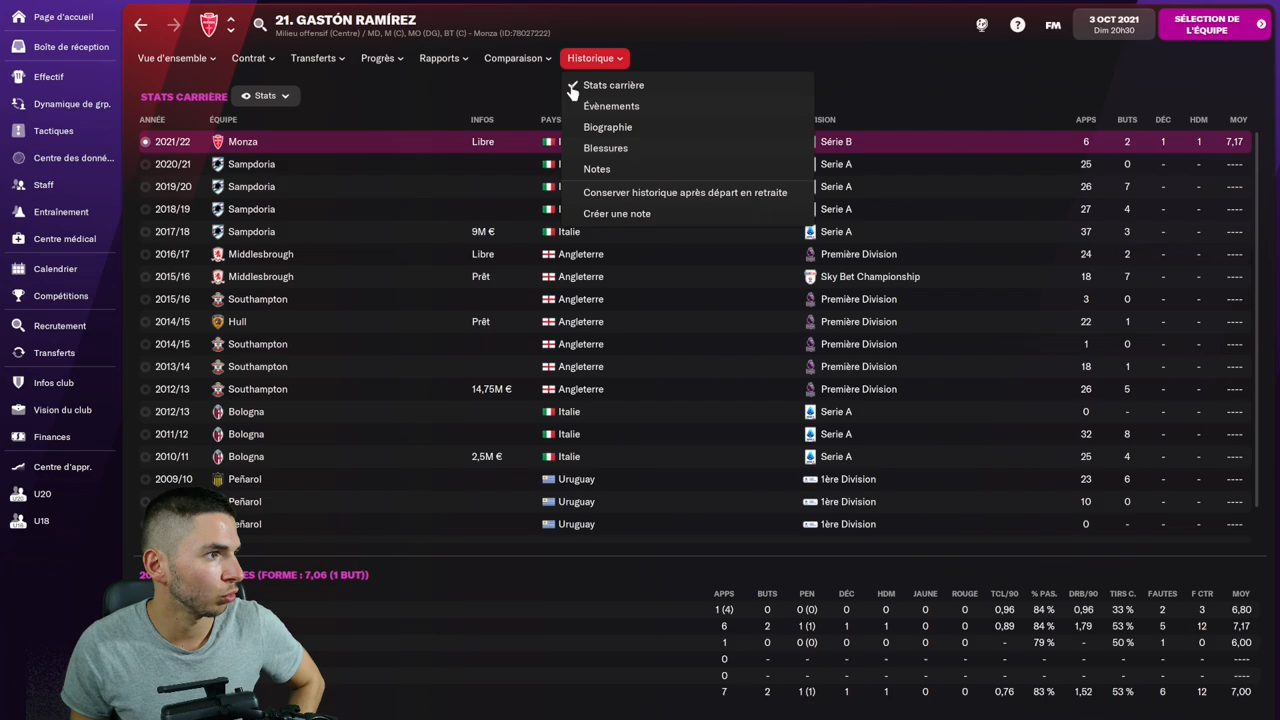 Page d'accueil
Boîte de réception
Effectif
Dynamique de grp.
Tactiques
Centre des donné...
Staff
Entraînement
Centre médical
Calendrier
Compétitions
Recrutement
Transferts
Infos club
Vision du club
Finances
Centre d'appr.
U20
U18
21. GASTÓN RAMÍREZ
Milieu offensif (Centre) / MD, M (C), MO (DG), BT (C) - Monza (ID:78027222)
FM
3 OCT 2021
Dim 20h30
SÉLECTION DE L'ÉQUIPE
Vue d'ensemble Contrat Transferts Progrès Rapports Comparaison Historique
Stats carrière
Évènements
Biographie
Blessures
Notes
Conserver historique après départ en retraite
Créer une note
STATS CARRIÈRE Stats
ANNÉE ÉQUIPE INFOS PAYS VISION APPS BUTS DÉC HDM MOY
2021/22 Monza Libre I Série B 6 2 1 1 7,17
2020/21 Sampdoria I Serie A 25 0 - - ----
2019/20 Sampdoria I Serie A 26 7 - - ----
2018/19 Sampdoria I Serie A 27 4 - - ----
2017/18 Sampdoria 9M € Italie Serie A 37 3 - - ----
2016/17 Middlesbrough Libre Angleterre Première Division 24 2 - - ----
2015/16 Middlesbrough Prêt Angleterre Sky Bet Championship 18 7 - - ----
2015/16 Southampton Angleterre Première Division 3 0 - - ----
2014/15 Hull Prêt Angleterre Première Division 22 1 - - ----
2014/15 Southampton Angleterre Première Division 1 0 - - ----
2013/14 Southampton Angleterre Première Division 18 1 - - ----
2012/13 Southampton 14,75M € Angleterre Première Division 26 5 - - ----
2012/13 Bologna Italie Serie A 0 - - - ----
2011/12 Bologna Italie Serie A 32 8 - - ----
2010/11 Bologna 2,5M € Italie Serie A 25 4 - - ----
2009/10 Peñarol Uruguay 1ère Division 23 6 - - ----
eñarol Uruguay 1ère Division 10 0 - - ----
eñarol Uruguay 1ère Division 0 - - - ----
ES (FORME : 7,06 (1 BUT))
APPS BUTS PEN DÉC HDM JAUNE ROUGE TCL/90 % PAS. DRB/90 TIRS C. FAUTES F CTR MOY
1 (4) 0 0 (0) 0 0 0 0 0,96 84 % 0,96 33 % 2 3 6,80
6 2 1 (1) 1 1 0 0 0,89 84 % 1,79 53 % 5 12 7,17
1 0 0 (0) 0 0 0 0 - 79 % - 50 % 1 0 6,00
0 - - - - - - - - - - - - ----
0 - - - - - - - - - - - - ----
7 2 1 (1) 1 1 0 0 0,76 83 % 1,52 53 % 6 12 7,00